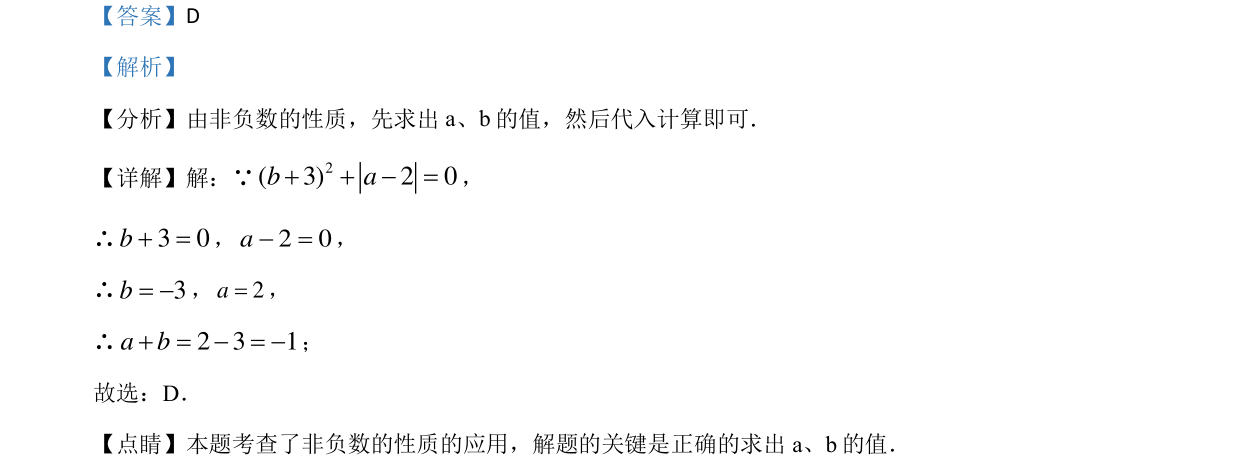 【答案】D
【解析】
【分析】由非负数的性质，先求出 a、b 的值，然后代入计算即可．
【详解】解：∵(b+3)²+|a−2|=0，
∴b+3=0，a−2=0，
∴b=−3，a=2，
∴a+b=2−3=−1；
故选：D．
【点睛】本题考查了非负数的性质的应用，解题的关键是正确的求出 a、b 的值．